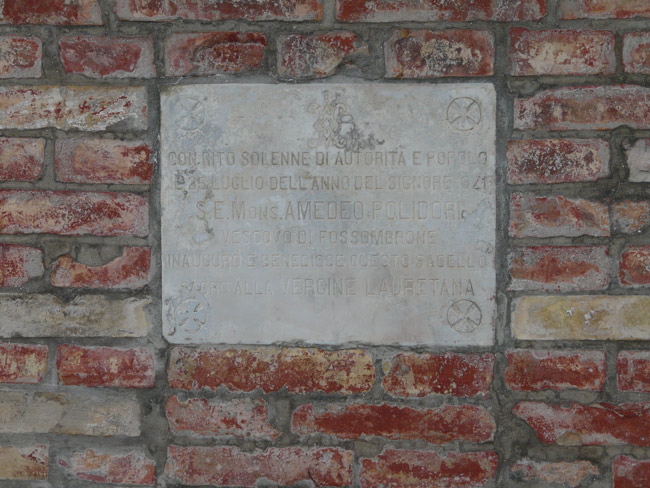 CON RITO SOLENNE DI AUTORITÀ E POPOLO
LUGLIO DELL'ANNO DEL SIGNORE
S.E. MONS. AMEDEO POLIDORI
VESCOVO DI FOSSOMBRONE
INAUGURÒ E BENEDISSE QUESTO SACELLO
SACRO ALLA VERGINE LAURETANA